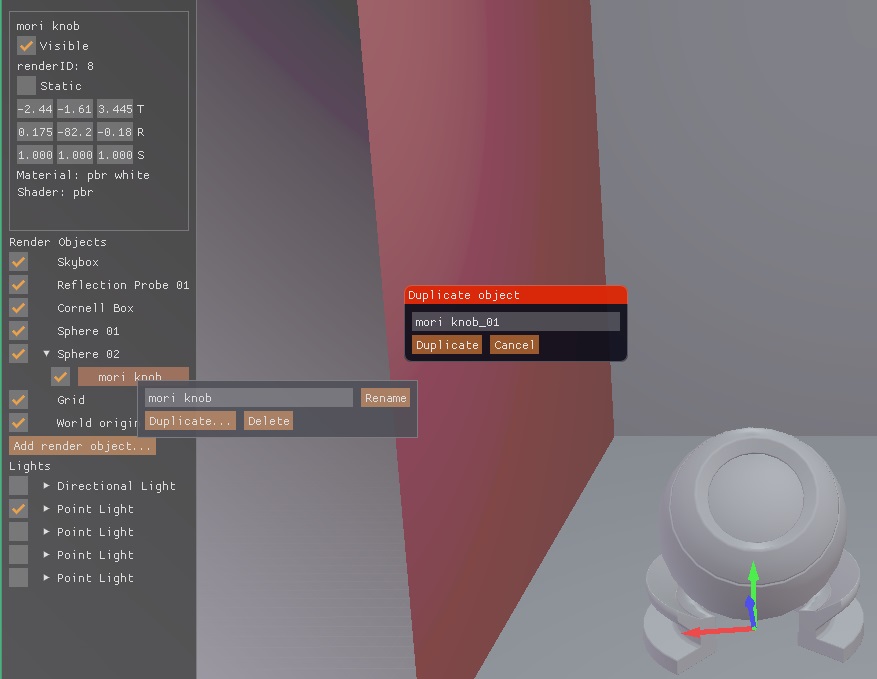 mori knob
Visible
renderID: 8
Static
-2.44 -1.61 3.445 T
0.175 -82.2 -0.18 R
1.000 1.000 1.000 S
Material: pbr white
Shader: pbr
Render Objects
Skybox
Reflection Probe 01
Cornell Box
Sphere 01
Sphere 02
mori knob
Grid
World origin
Add render object...
Lights
Directional Light
Point Light
Point Light
Point Light
Point Light
mori knob Rename
Duplicate... Delete
Duplicate object
mori knob_01
Duplicate Cancel